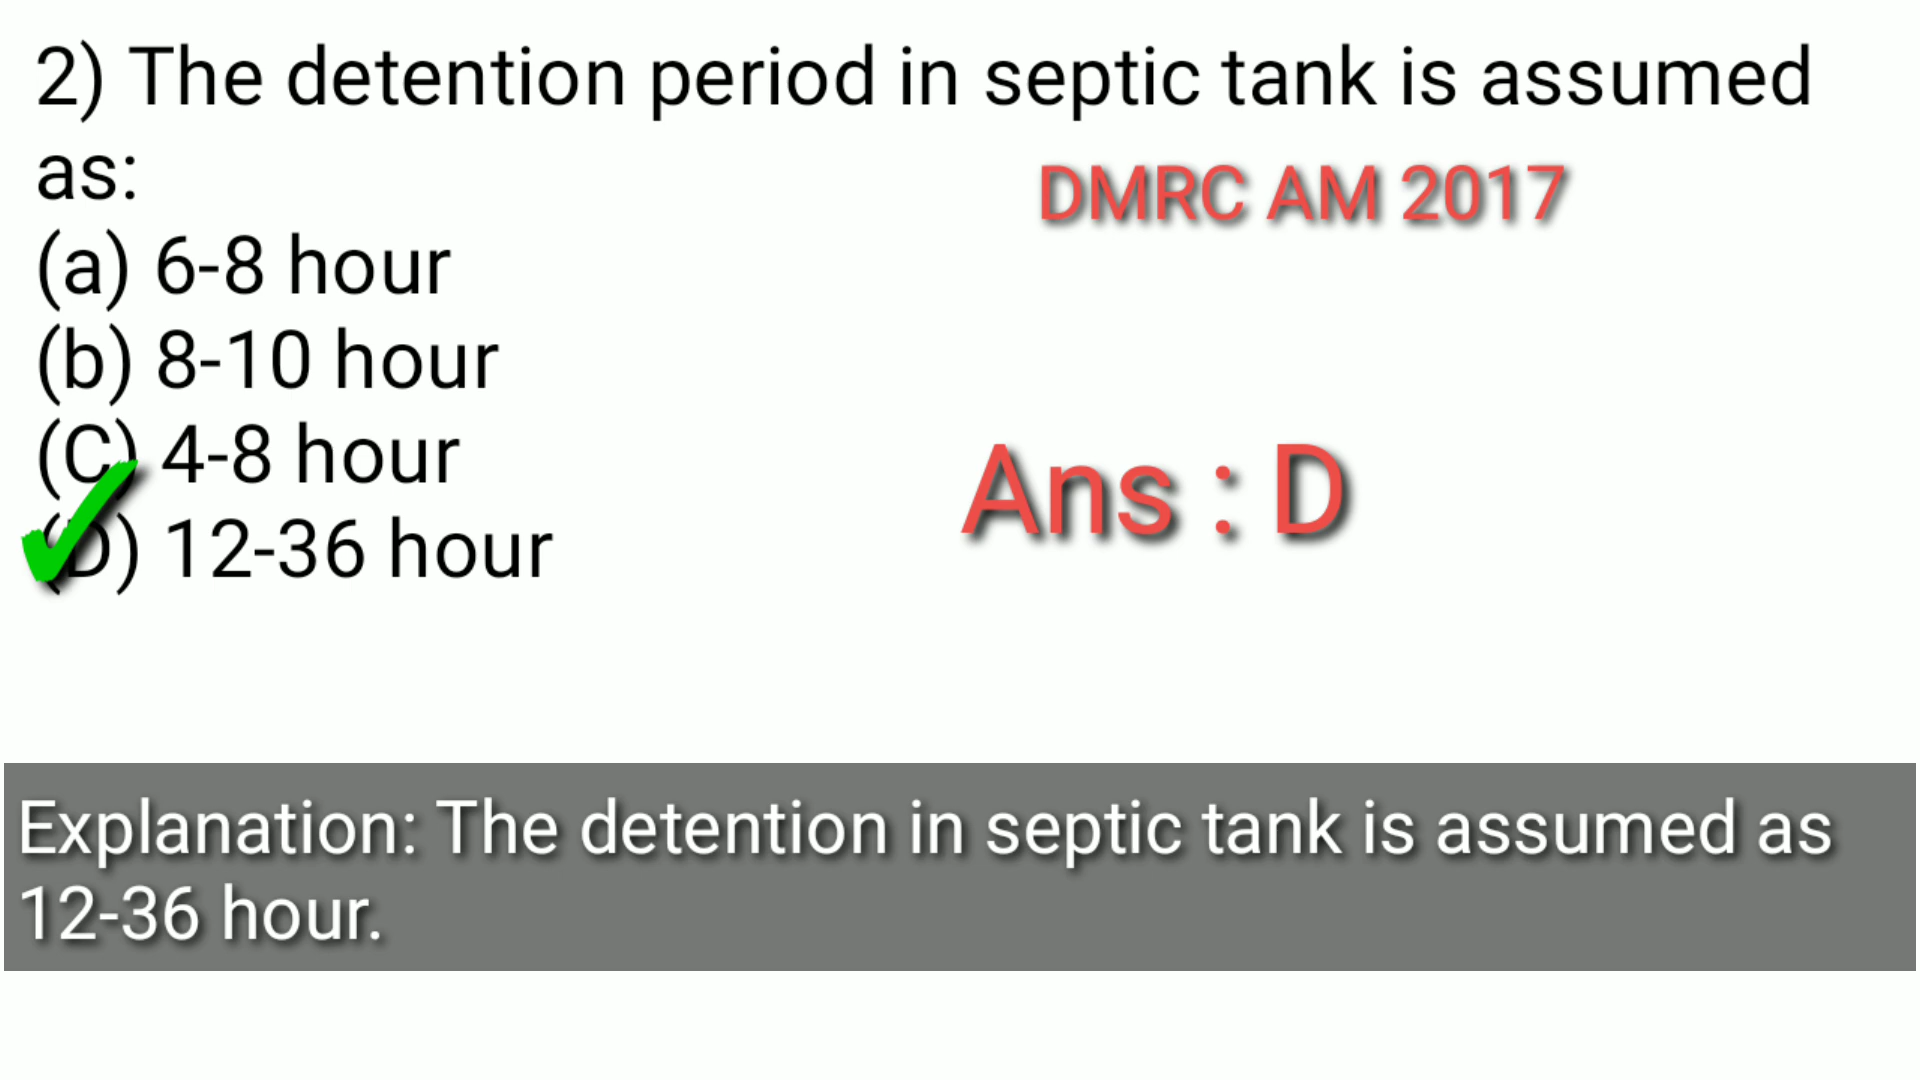 2) The detention period in septic tank is assumed
as:
DMRC AM 2017
(a) 6-8 hour
(b) 8-10 hour
(C) 4-8 hour
(D) 12-36 hour
Ans : D
Explanation: The detention in septic tank is assumed as
12-36 hour.